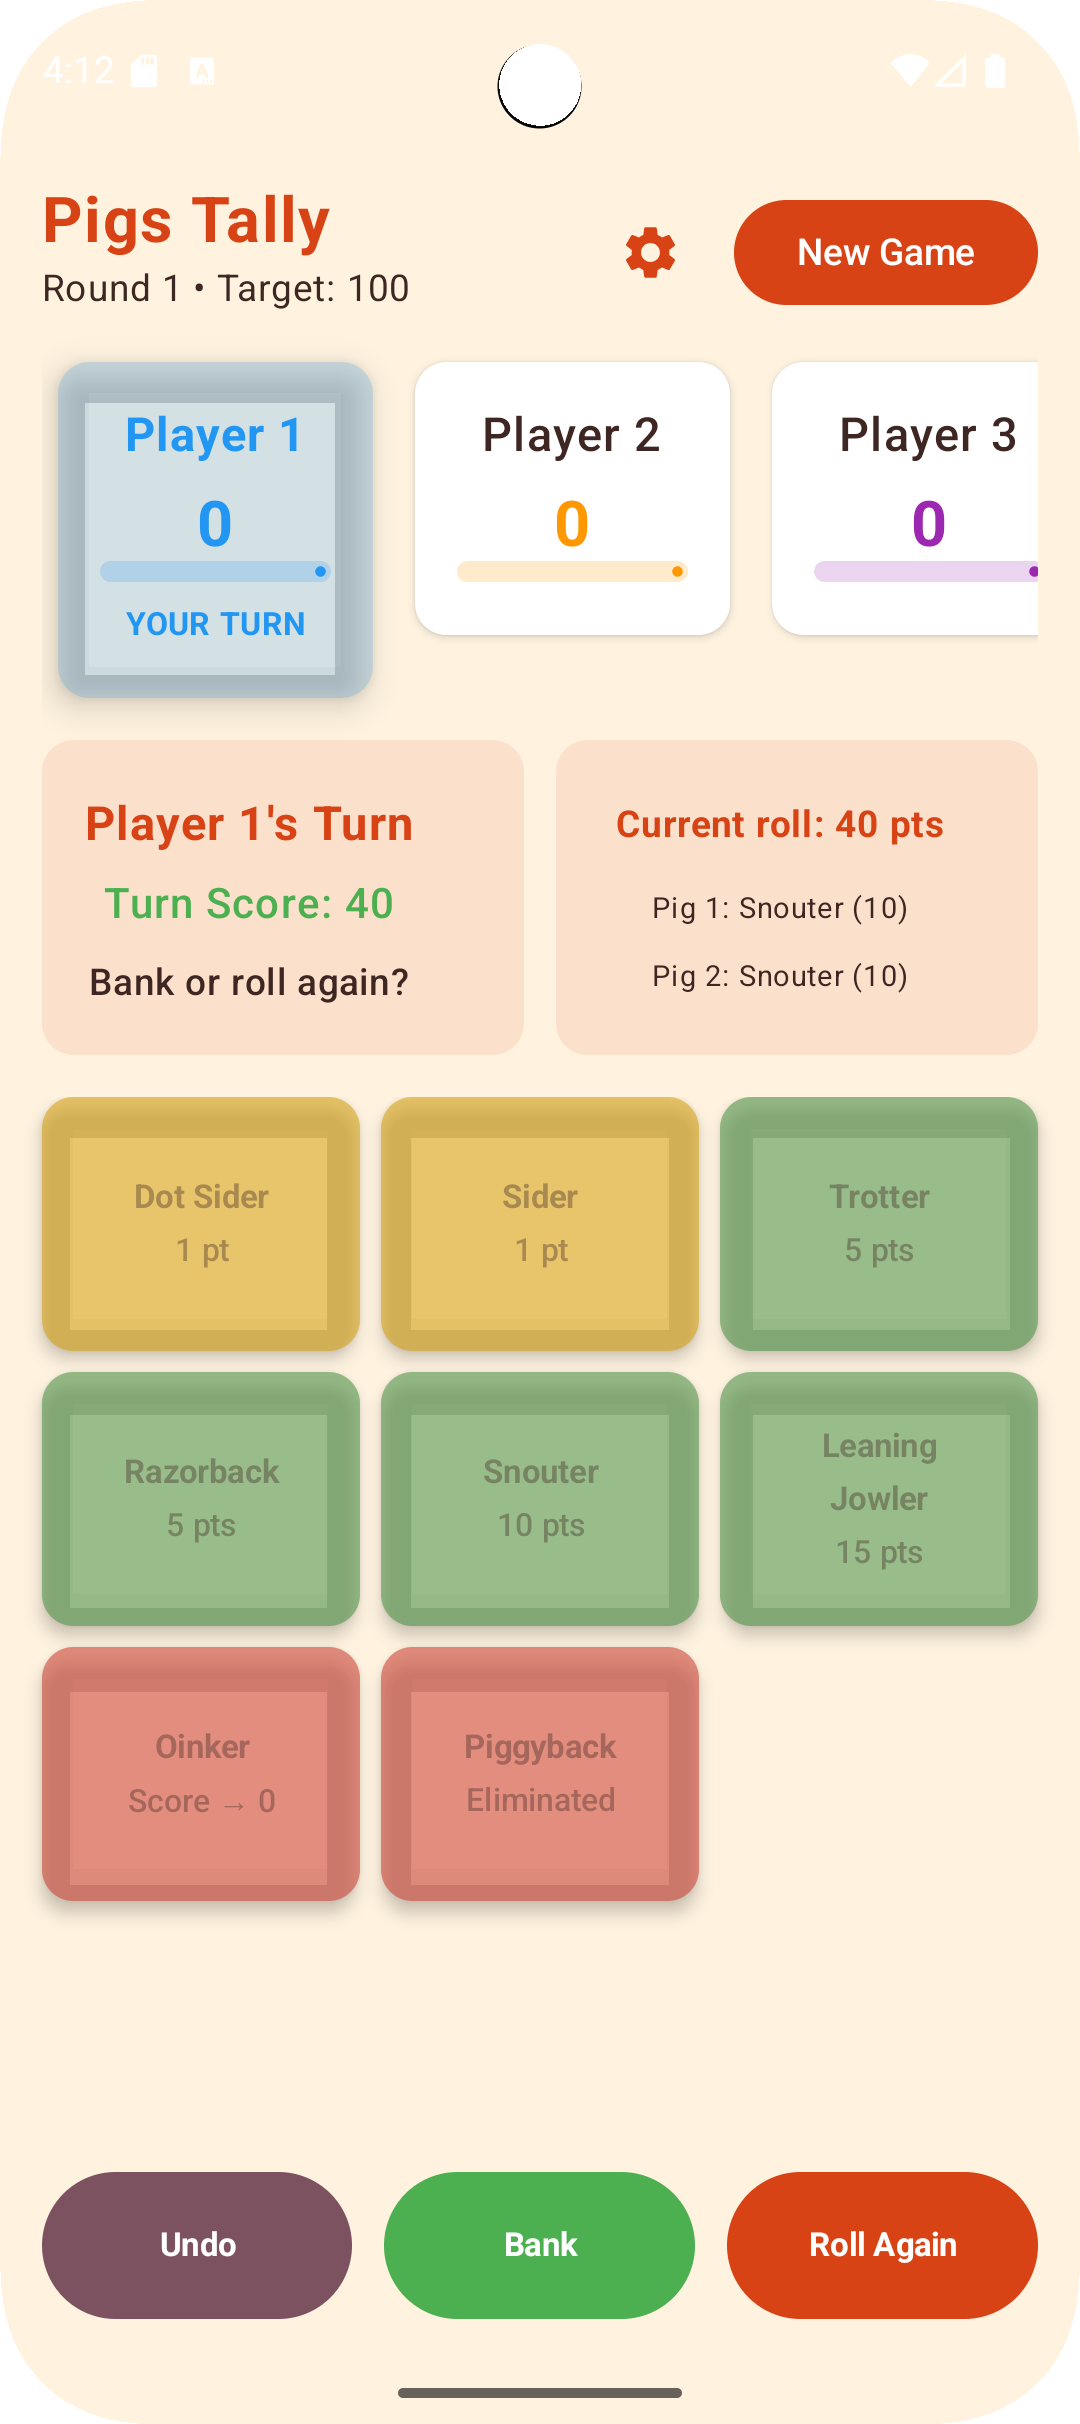 4:12
Pigs Tally
Round 1 • Target: 100
New Game
Player 1
0
YOUR TURN
Player 2
0
Player 3
0
Player 1's Turn
Turn Score: 40
Bank or roll again?
Current roll: 40 pts
Pig 1: Snouter (10)
Pig 2: Snouter (10)
Dot Sider
1 pt
Sider
1 pt
Trotter
5 pts
Razorback
5 pts
Snouter
10 pts
Leaning
Jowler
15 pts
Oinker
Score → 0
Piggyback
Eliminated
Undo
Bank
Roll Again